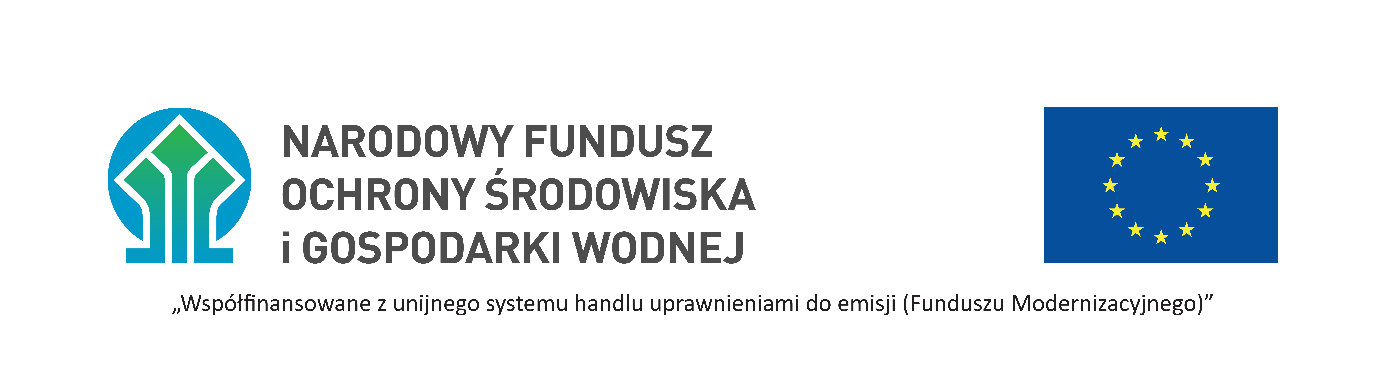 NARODOWY FUNDUSZ
OCHRONY ŚRODOWISKA
i GOSPODARKI WODNEJ
„Współfinansowane z unijnego systemu handlu uprawnieniami do emisji (Funduszu Modernizacyjnego)”